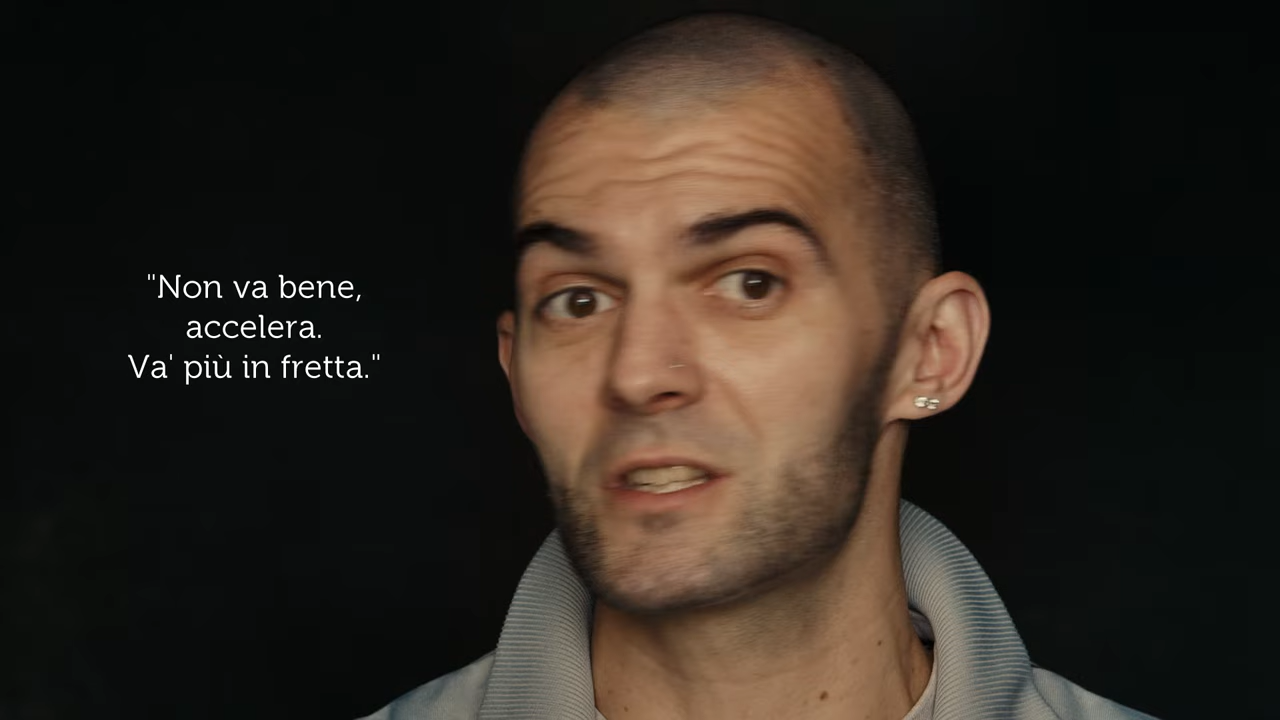 "Non va bene,
accelera.
Va' più in fretta."